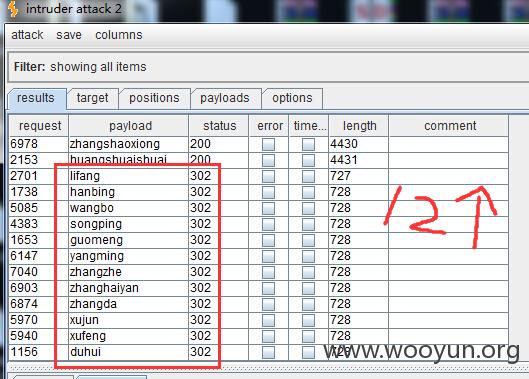 intruder attack 2
attack save columns
Filter: showing all items
results target positions payloads options
request payload status error time... length comment
6978 zhangshaoxiong 200 4430
2153 huangshuaishuai 200 4431
2701 lifang 302 727
1738 hanbing 302 728
5085 wangbo 302 728
4383 songping 302 728
1653 guomeng 302 728
6147 yangming 302 728
7040 zhangzhe 302 728
6903 zhanghaiyan 302 728
6874 zhangda 302 728
5970 xujun 302 728
5940 xufeng 302 728
1156 duhui 302 728
12个
www.wooyun.org